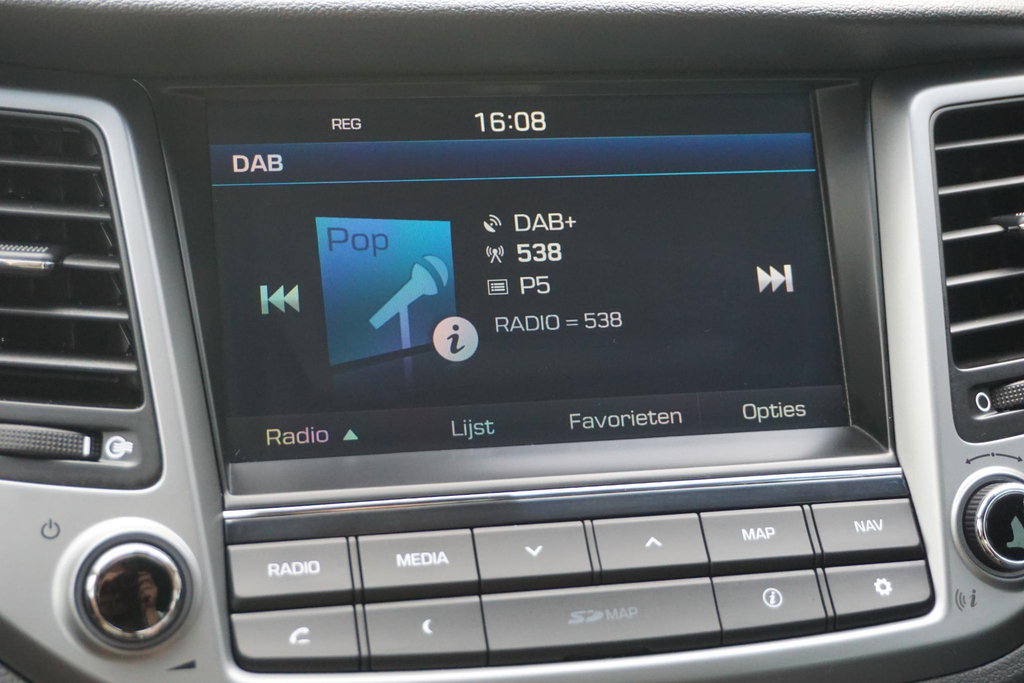 REG 16:08
DAB
Pop
DAB+
538
P5
RADIO = 538
Radio Lijst Favorieten Opties
RADIO MEDIA MAP NAV
SD MAP